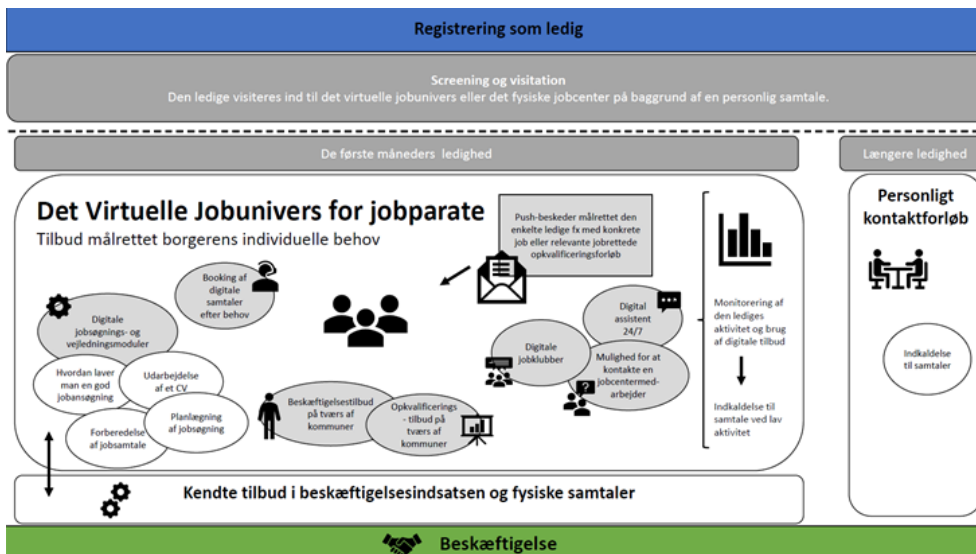 Registrering som ledig
Screening og visitation
Den ledige visiteres ind til det virtuelle jobunivers eller det fysiske jobcenter på baggrund af en personlig samtale.
De første måneders ledighed
Længere ledighed
Det Virtuelle Jobunivers for jobparate
Tilbud målrettet borgerens individuelle behov
Push-beskeder målrettet den
enkelte ledige fx med konkrete
job eller relevante jobrettede
opkvalificeringsforløb
Booking af
digitale
samtaler
efter behov
Digitale
jobsøgnings- og
vejledningsmoduler
Hvordan laver
man en god
jobansøgning
Udarbejdelse
af et CV
Forberedelse
af jobsamtale
Planlægning
af jobsøgning
Beskæftigelsestilbud
på tværs af
kommuner
Opkvalificerings
- tilbud på
tværs af
kommuner
Digitale
jobklubber
Digital
assistent
24/7
Mulighed for at
kontakte en
jobcentermed-
arbejder
Monitorering af
den lediges
aktivitet og brug
af digitale tilbud
Indkaldelse til
samtale ved lav
aktivitet
Personligt
kontaktforløb
Indkaldelse
til samtaler
Kendte tilbud i beskæftigelsesindsatsen og fysiske samtaler
Beskæftigelse